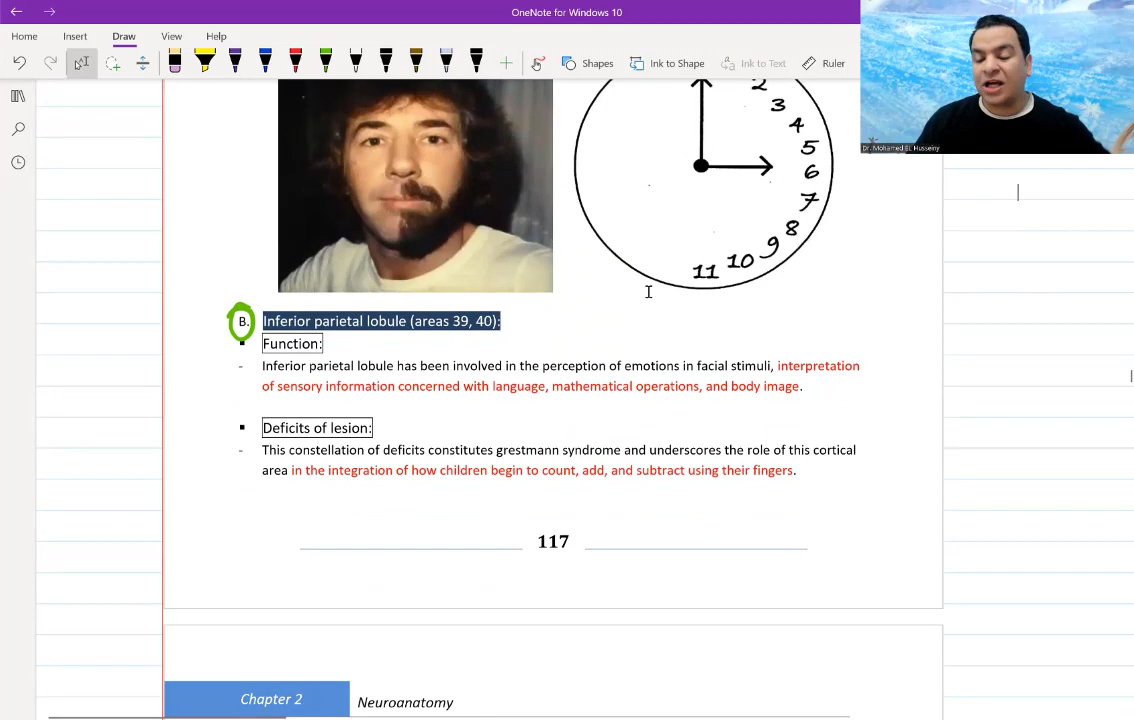 OneNote for Windows 10
Home Insert Draw View Help
Shapes Ink to Shape Ink to Text Ruler
Dr. Mohamed EL Husseiny
2
3
4
5
6
7
8
9
10
11
B. Inferior parietal lobule (areas 39, 40):
Function:
- Inferior parietal lobule has been involved in the perception of emotions in facial stimuli, interpretation
of sensory information concerned with language, mathematical operations, and body image.
Deficits of lesion:
- This constellation of deficits constitutes grestmann syndrome and underscores the role of this cortical
area in the integration of how children begin to count, add, and subtract using their fingers.
117
Chapter 2 Neuroanatomy